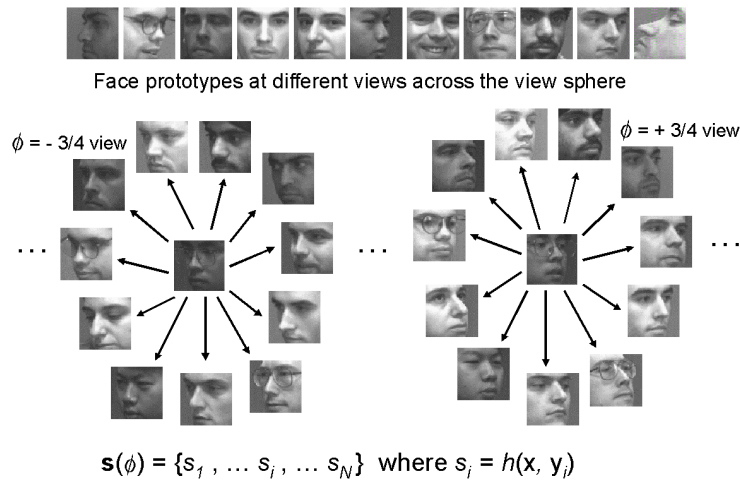 Face prototypes at different views across the view sphere
ϕ = - 3/4 view
ϕ = + 3/4 view
... ... ...
s(ϕ) = {s₁ , … sᵢ , … s_N} where sᵢ = h(x, yᵢ)